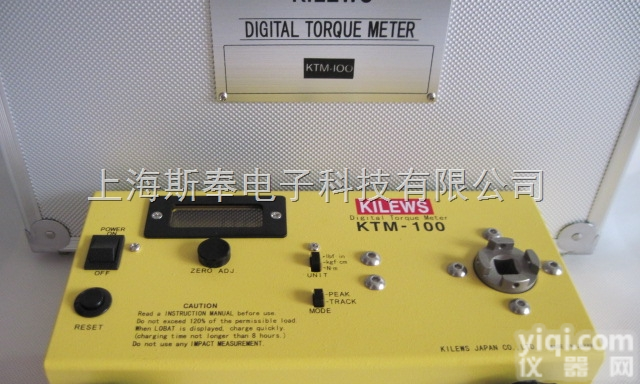 KILEWS
DIGITAL TORQUE METER
KTM-100
上海斯奉电子科技有限公司
KILEWS
Digital Torque Meter
KTM-100
POWER
ON
OFF
ZERO ADJ
lbf in
kgf cm
N·m
UNIT
PEAK
TRACK
MODE
RESET
CAUTION
Read a INSTRUCTION MANUAL before use.
Do not exceed 120% of the permissible load.
When LOBAT is displayed, charge quickly.
(charging time not longer than 8 hours.)
Do not use any IMPACT MEASUREMENT.
KILEWS JAPAN CO.
yiqi.com
仪器网